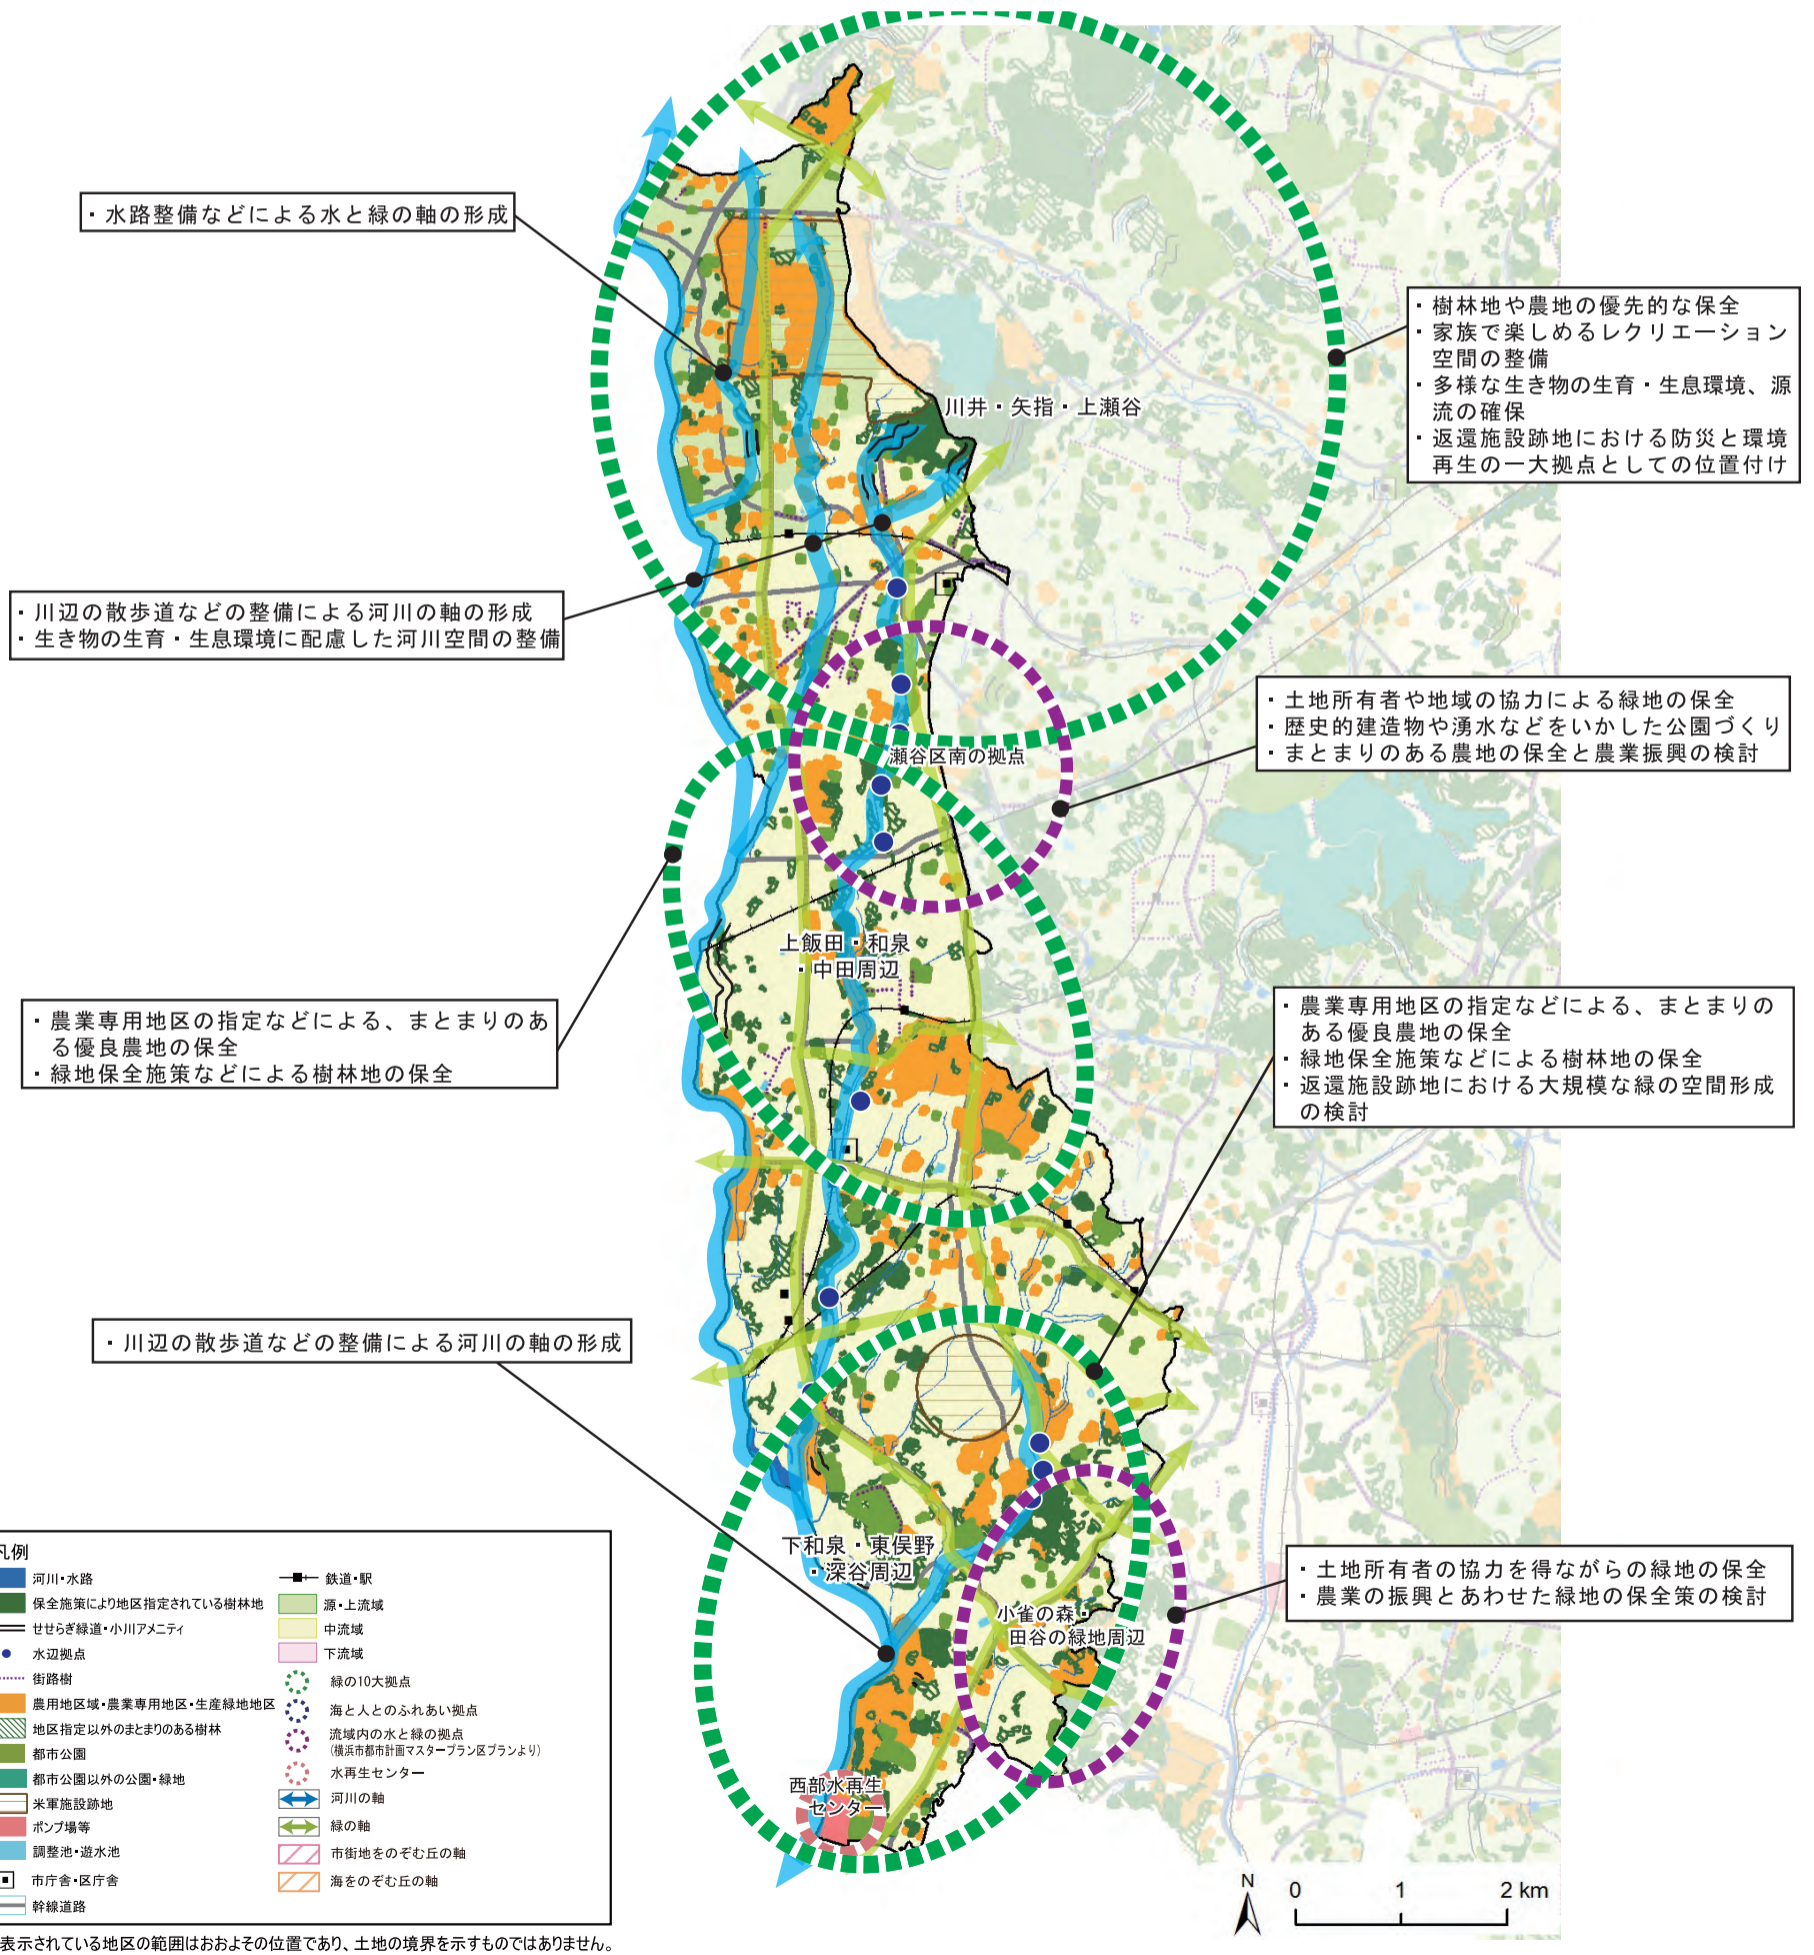 ・水路整備などによる水と緑の軸の形成
・樹林地や農地の優先的な保全
・家族で楽しめるレクリエーション
空間の整備
・多様な生き物の生育・生息環境、源
流の確保
・返還施設跡地における防災と環境
再生の一大拠点としての位置付け
川井・矢指・上瀬谷
・川辺の散歩道などの整備による河川の軸の形成
・生き物の生育・生息環境に配慮した河川空間の整備
・土地所有者や地域の協力による緑地の保全
・歴史的建造物や湧水などをいかした公園づくり
・まとまりのある農地の保全と農業振興の検討
瀬谷区南の拠点
上飯田・和泉
・中田周辺
・農業専用地区の指定などによる、まとまりのあ
る優良農地の保全
・緑地保全施策などによる樹林地の保全
・農業専用地区の指定などによる、まとまりの
ある優良農地の保全
・緑地保全施策などによる樹林地の保全
・返還施設跡地における大規模な緑の空間形成
の検討
・川辺の散歩道などの整備による河川の軸の形成
下和泉・東俣野
・深谷周辺
小雀の森・
田谷の緑地周辺
・土地所有者の協力を得ながらの緑地の保全
・農業の振興とあわせた緑地の保全策の検討
西部水再生
センター
凡例
河川・水路
保全施策により地区指定されている樹林地
せせらぎ緑道・小川アメニティ
水辺拠点
街路樹
農用地区域・農業専用地区・生産緑地地区
地区指定以外のまとまりのある樹林
都市公園
都市公園以外の公園・緑地
米軍施設跡地
ポンプ場等
調整池・遊水池
市庁舎・区庁舎
幹線道路
鉄道・駅
源・上流域
中流域
下流域
緑の10大拠点
海と人とのふれあい拠点
流域内の水と緑の拠点
(横浜市都市計画マスタープラン区プランより)
水再生センター
河川の軸
緑の軸
市街地をのぞむ丘の軸
海をのぞむ丘の軸
N
0 1 2 km
表示されている地区の範囲はおおよその位置であり、土地の境界を示すものではありません。